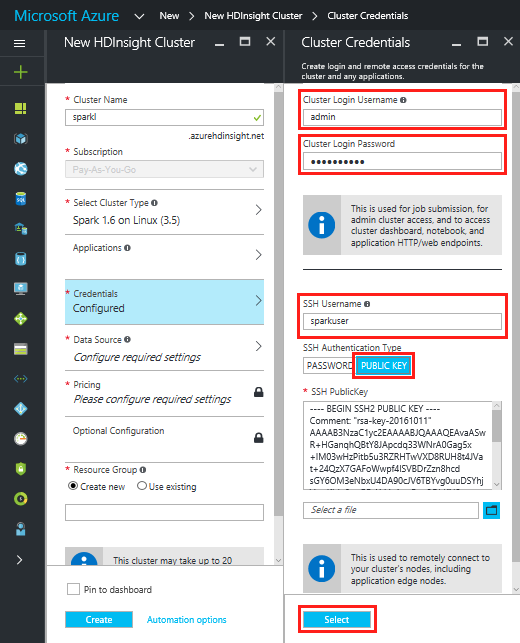 Microsoft Azure New > New HDInsight Cluster > Cluster Credentials
New HDInsight Cluster
* Cluster Name
sparkl
.azurehdinsight.net
* Subscription
Pay-As-You-Go
* Select Cluster Type
Spark 1.6 on Linux (3.5)
Applications
* Credentials
Configured
* Data Source
Configure required settings
* Pricing
Please configure required settings
Optional Configuration
* Resource Group
Create new Use existing
This cluster may take up to 20
Pin to dashboard
Create Automation options
Cluster Credentials
Create login and remote access credentials for the
cluster and any applications.
Cluster Login Username
admin
Cluster Login Password
••••••••••
This is used for job submission, for
admin cluster access, and to access
cluster dashboard, notebook, and
application HTTP/web endpoints.
SSH Username
sparkuser
SSH Authentication Type
PASSWORD PUBLIC KEY
* SSH PublicKey
---- BEGIN SSH2 PUBLIC KEY ----
Comment: "rsa-key-20161011"
AAAAB3NzaC1yc2EAAAABJQAAAQEAvaASw
R+HGanqhQBtY8JApcdq33WNrA0Gag5x
+IM03wHzPitb5u3RZRHTwVXD8RUH8t4JVa
t+24QzX7GAFoWwpf4ISVBDrZzn8hcd
sGY6OM3eNbxU4DA90cJV6TBYvg0uuDSYhj
Select a file
This is used to remotely connect to
your cluster's nodes, including
application edge nodes.
Select